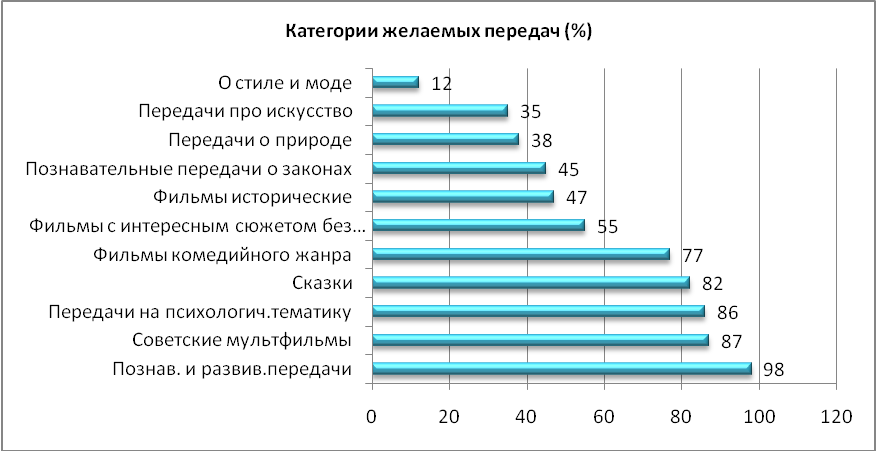 Категории желаемых передач (%)
О стиле и моде 12
Передачи про искусство 35
Передачи о природе 38
Познавательные передачи о законах 45
Фильмы исторические 47
Фильмы с интересным сюжетом без... 55
Фильмы комедийного жанра 77
Сказки 82
Передачи на психологич.тематику 86
Советские мультфильмы 87
Познав. и развив.передачи 98
0 20 40 60 80 100 120